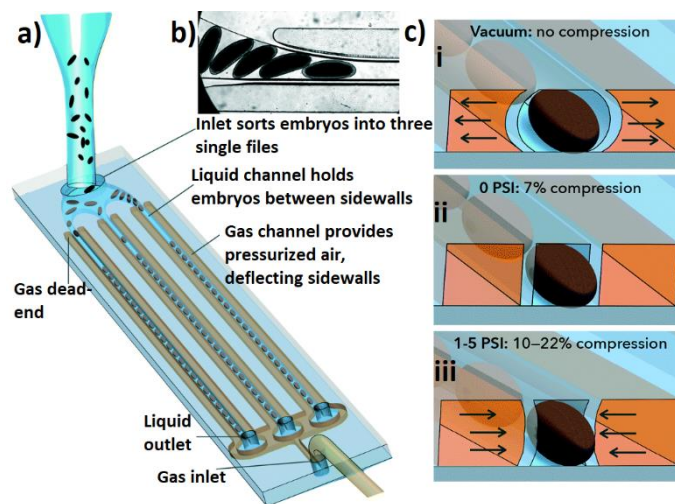 a)
b)
Inlet sorts embryos into three
single files
Liquid channel holds
embryos between sidewalls
Gas channel provides
pressurized air,
deflecting sidewalls
Gas dead-
end
Liquid
outlet
Gas inlet
c)
Vacuum: no compression
i
0 PSI: 7% compression
ii
1-5 PSI: 10–22% compression
iii